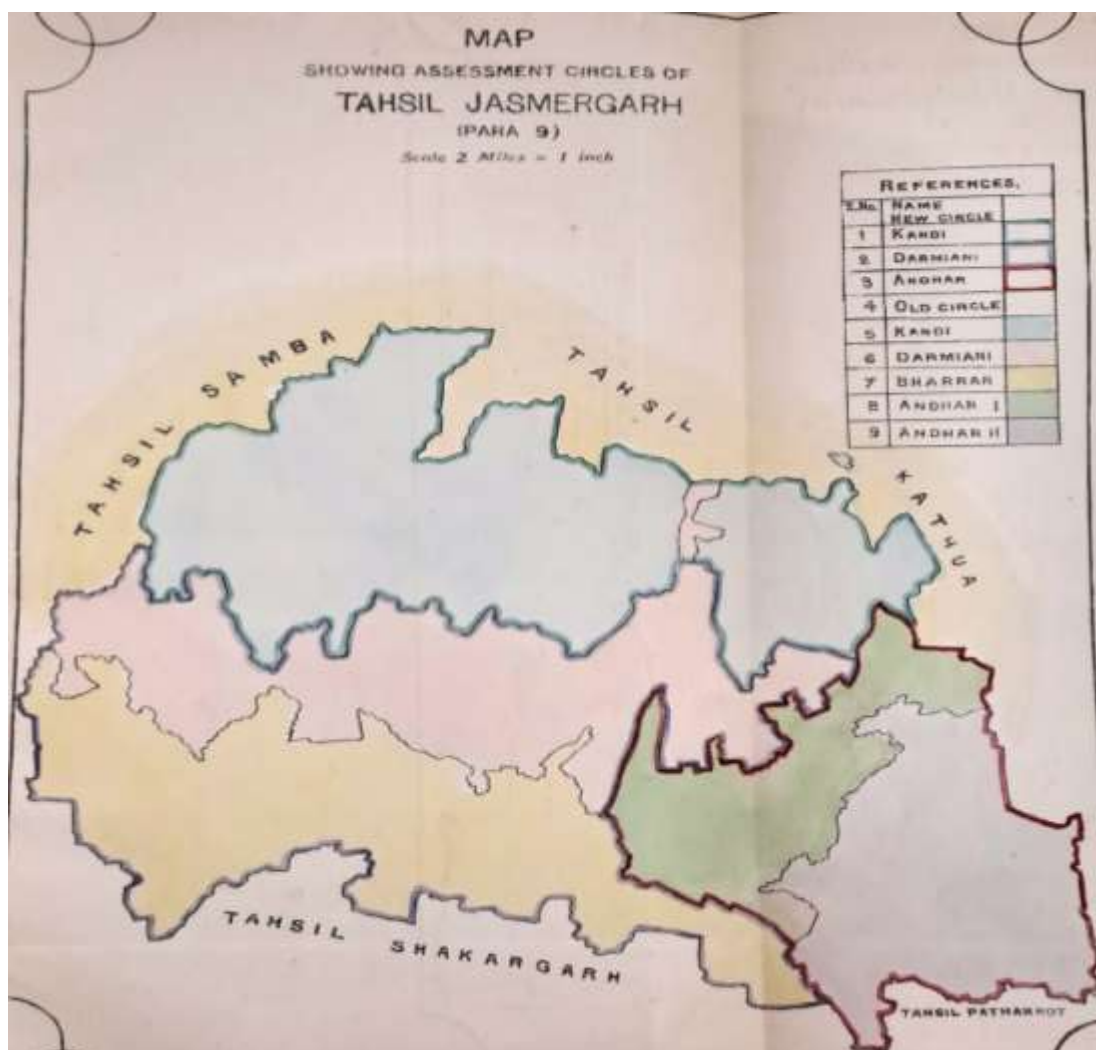 MAP
SHOWING ASSESSMENT CIRCLES OF
TAHSIL JASMERGARH
(PARA 9)
Scale 2 Miles = 1 inch
REFERENCES.
S.No. NAME
NEW CIRCLE
1 KANDI
2 DARMIANI
3 ANDHAR
4 OLD CIRCLE
5 KANDI
6 DARMIANI
7 BHARRAR
8 ANDHAR I
9 ANDHAR II
TAHSIL SAMBA
TAHSIL KATHUA
TAHSIL SHAKARGARH
TAHSIL PATHANKOT